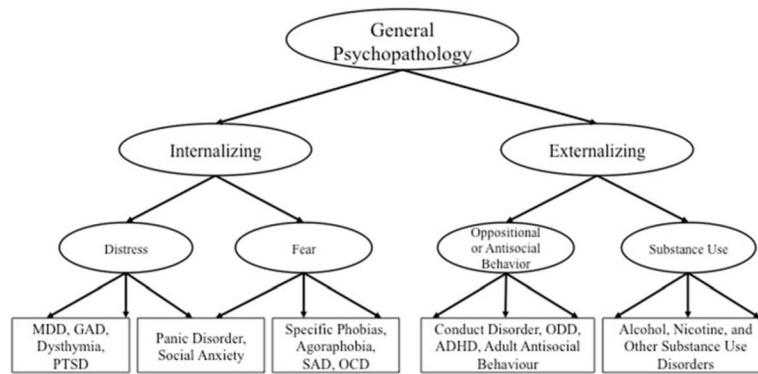 General
Psychopathology
Internalizing
Externalizing
Distress
Fear
Oppositional
or Antisocial
Behavior
Substance Use
MDD, GAD,
Dysthymia,
PTSD
Panic Disorder,
Social Anxiety
Specific Phobias,
Agoraphobia,
SAD, OCD
Conduct Disorder, ODD,
ADHD, Adult Antisocial
Behaviour
Alcohol, Nicotine, and
Other Substance Use
Disorders